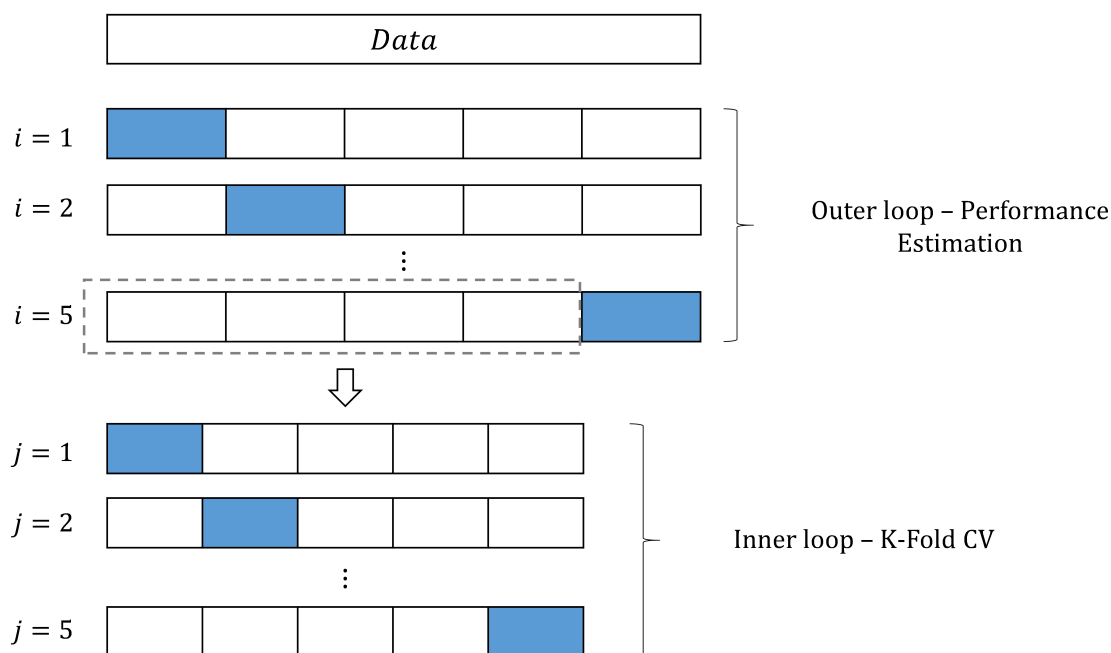 Data
i = 1
i = 2
⋮
i = 5
Outer loop – Performance
Estimation
j = 1
j = 2
⋮
j = 5
Inner loop – K-Fold CV